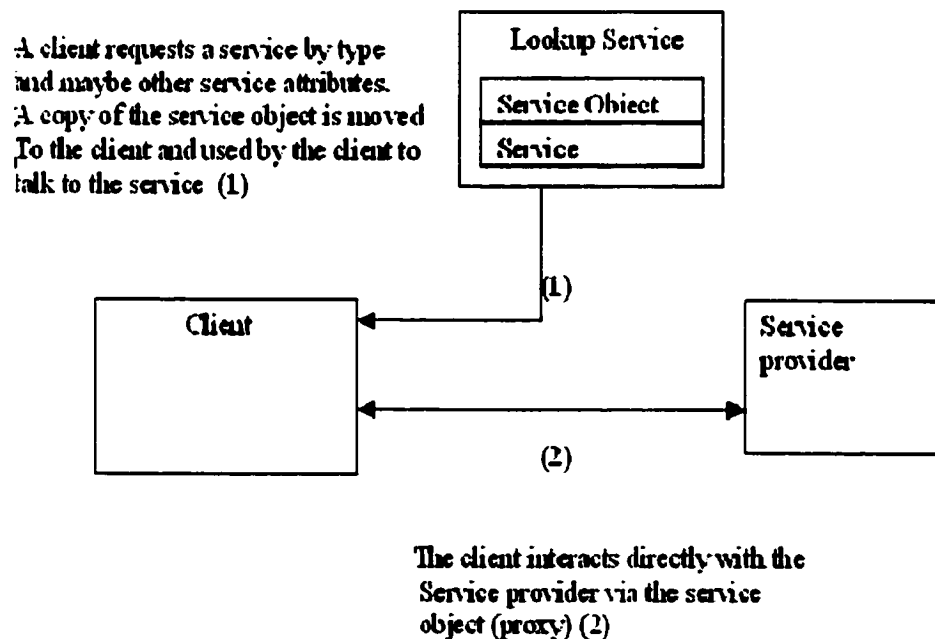 A client requests a service by type
and maybe other service attributes.
A copy of the service object is moved
To the client and used by the client to
talk to the service (1)
Lookup Service
Service Object
Service
(1)
Client
Service
provider
(2)
The client interacts directly with the
Service provider via the service
object (proxy) (2)